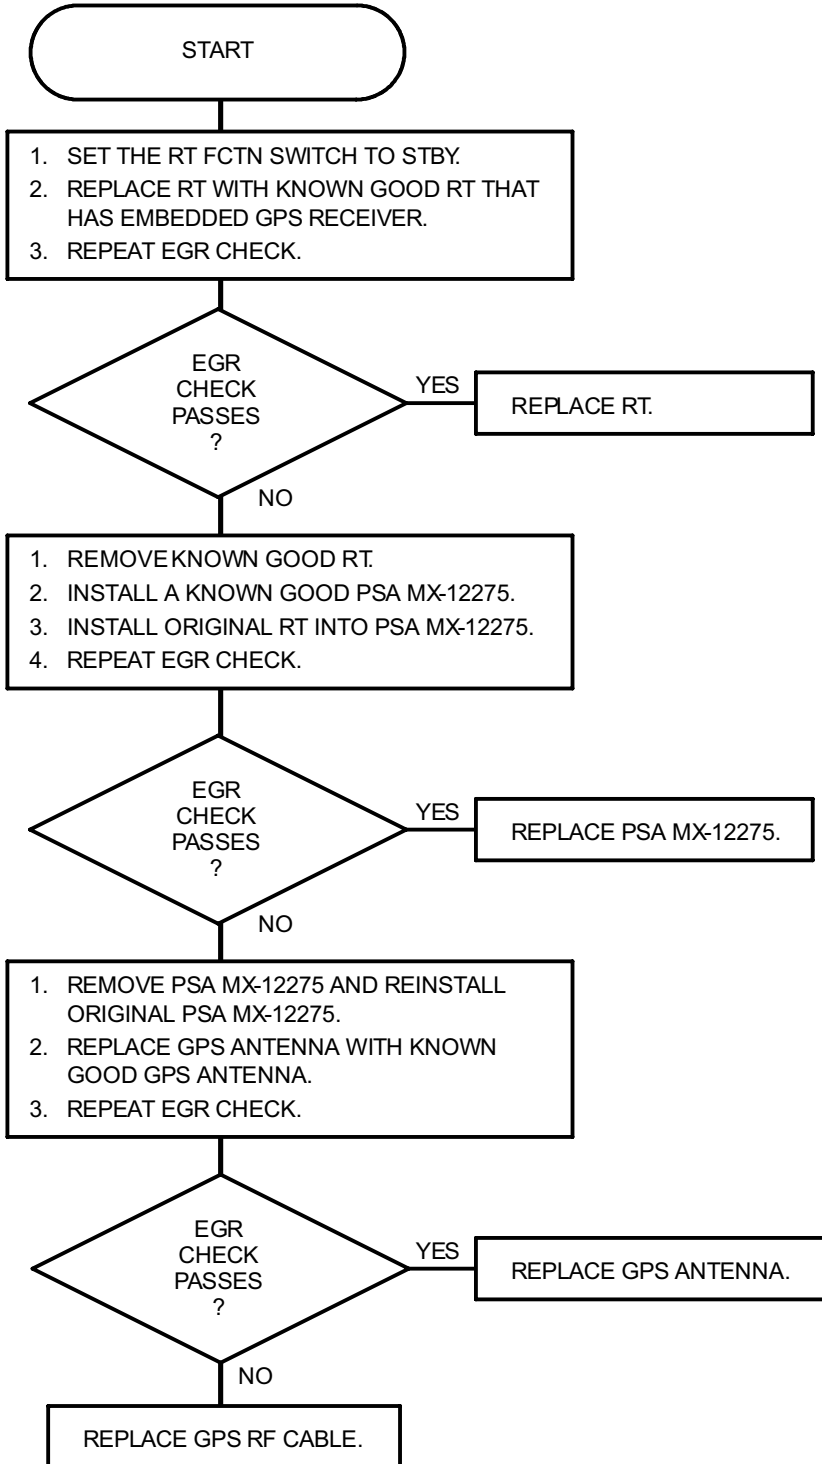 START
1. SET THE RT FCTN SWITCH TO STBY.
2. REPLACE RT WITH KNOWN GOOD RT THAT
HAS EMBEDDED GPS RECEIVER.
3. REPEAT EGR CHECK.
EGR
CHECK
PASSES
?
YES
REPLACE RT.
NO
1. REMOVE KNOWN GOOD RT.
2. INSTALL A KNOWN GOOD PSA MX-12275.
3. INSTALL ORIGINAL RT INTO PSA MX-12275.
4. REPEAT EGR CHECK.
EGR
CHECK
PASSES
?
YES
REPLACE PSA MX-12275.
NO
1. REMOVE PSA MX-12275 AND REINSTALL
ORIGINAL PSA MX-12275.
2. REPLACE GPS ANTENNA WITH KNOWN
GOOD GPS ANTENNA.
3. REPEAT EGR CHECK.
EGR
CHECK
PASSES
?
YES
REPLACE GPS ANTENNA.
NO
REPLACE GPS RF CABLE.